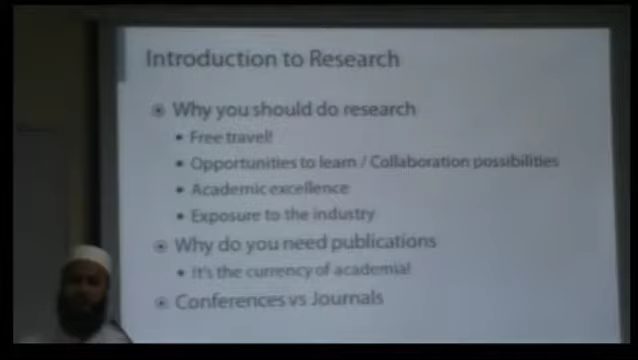 Introduction to Research
Why you should do research
Free travel!
Opportunities to learn / Collaboration possibilities
Academic excellence
Exposure to the industry
Why do you need publications
It's the currency of academia!
Conferences vs Journals